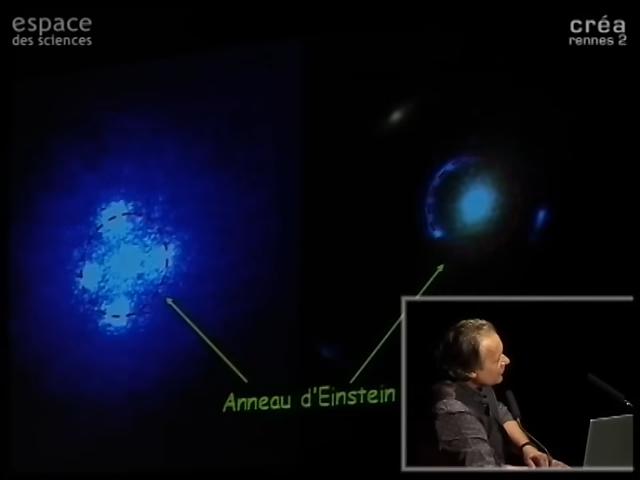 espace
des sciences
créa
rennes 2
Anneau d'Einstein